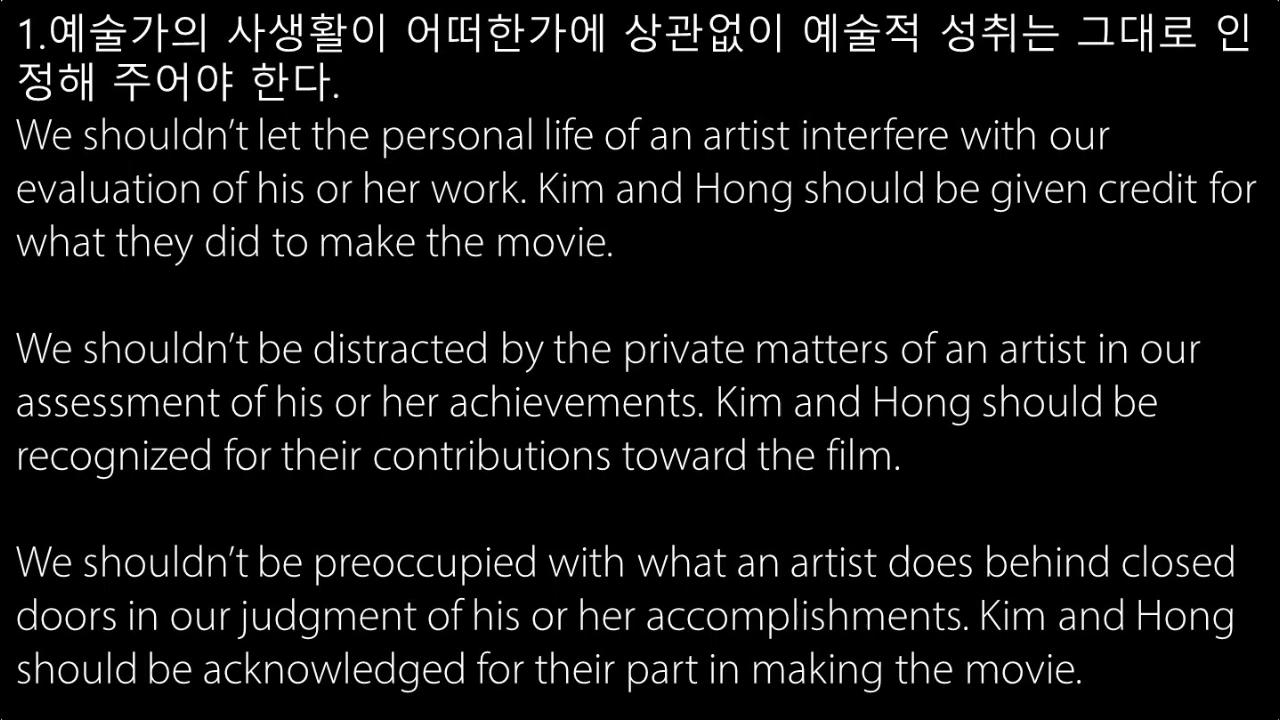 1.예술가의 사생활이 어떠한가에 상관없이 예술적 성취는 그대로 인
정해 주어야 한다.
We shouldn’t let the personal life of an artist interfere with our
evaluation of his or her work. Kim and Hong should be given credit for
what they did to make the movie.
We shouldn’t be distracted by the private matters of an artist in our
assessment of his or her achievements. Kim and Hong should be
recognized for their contributions toward the film.
We shouldn’t be preoccupied with what an artist does behind closed
doors in our judgment of his or her accomplishments. Kim and Hong
should be acknowledged for their part in making the movie.